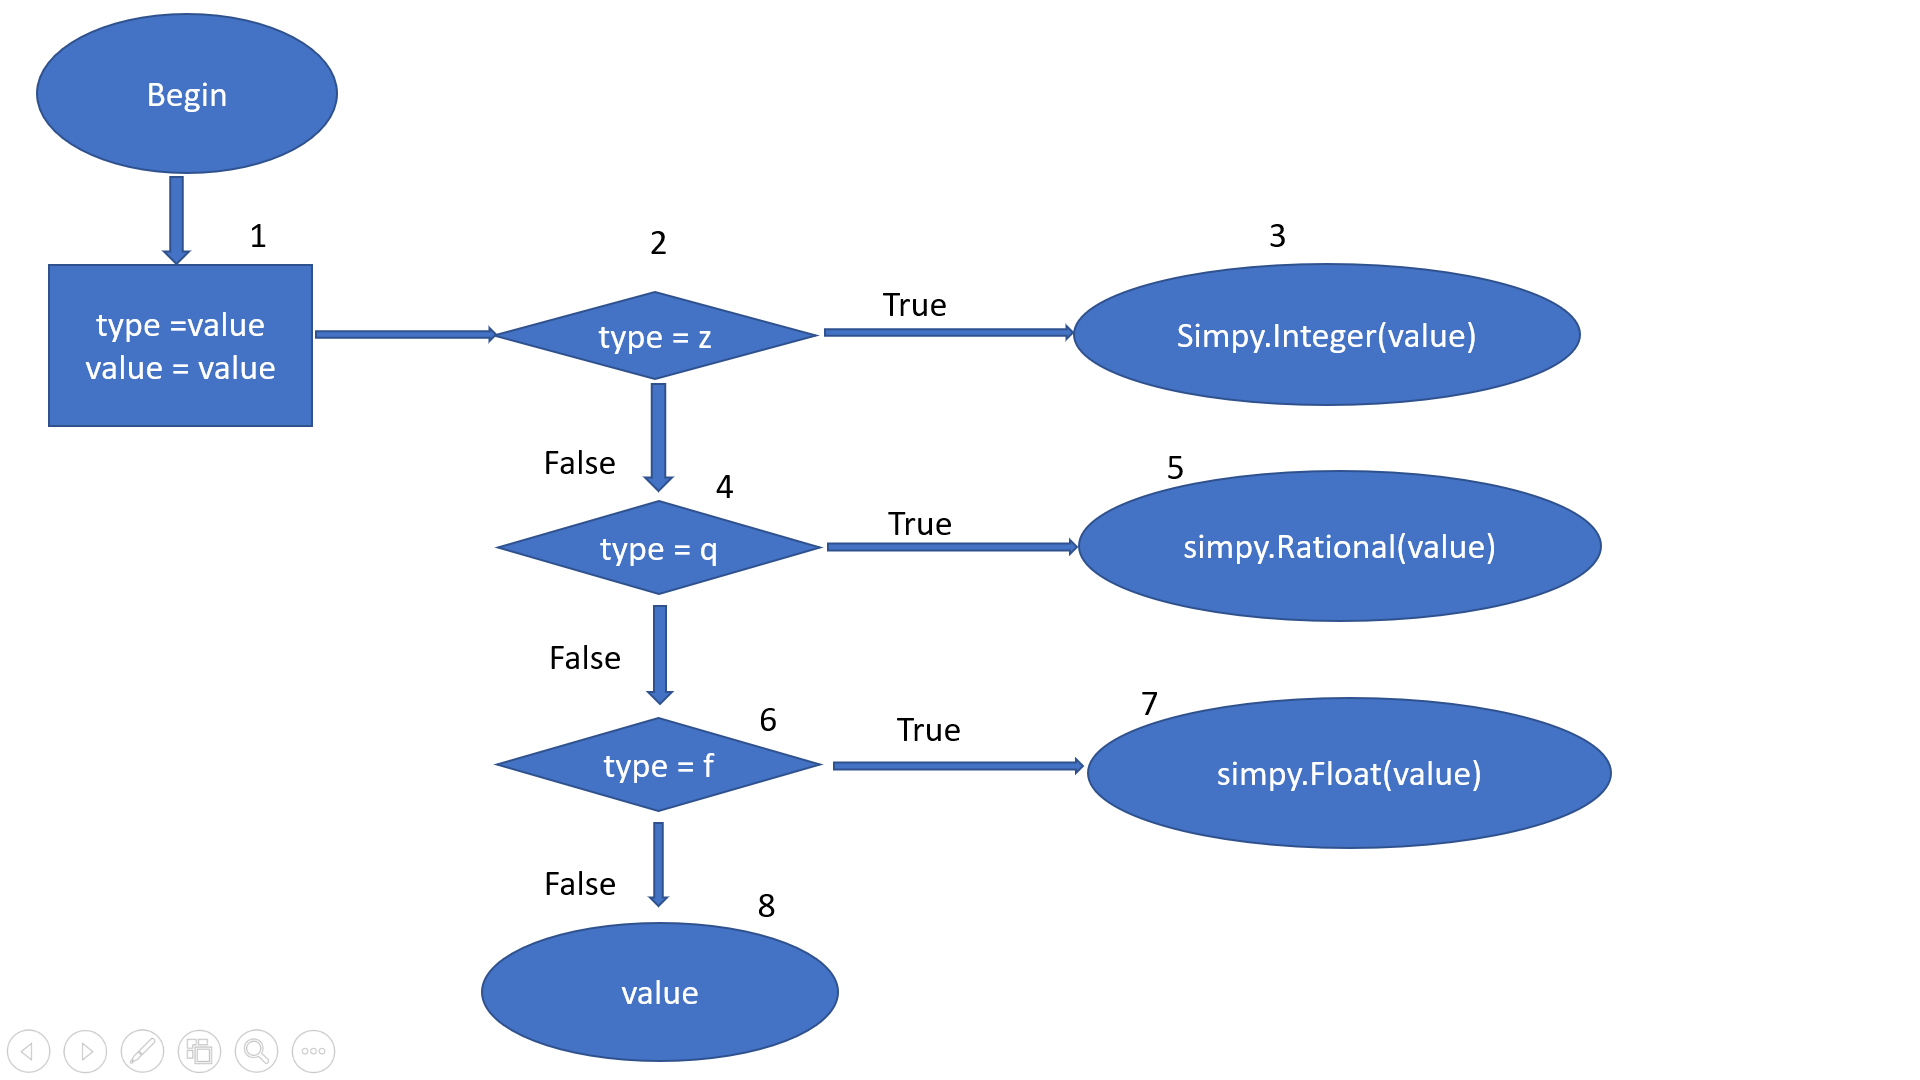 Begin
1
type =value
value = value
2
type = z
True
3
Simpy.Integer(value)
False
4
type = q
True
5
simpy.Rational(value)
False
6
type = f
True
7
simpy.Float(value)
False
8
value